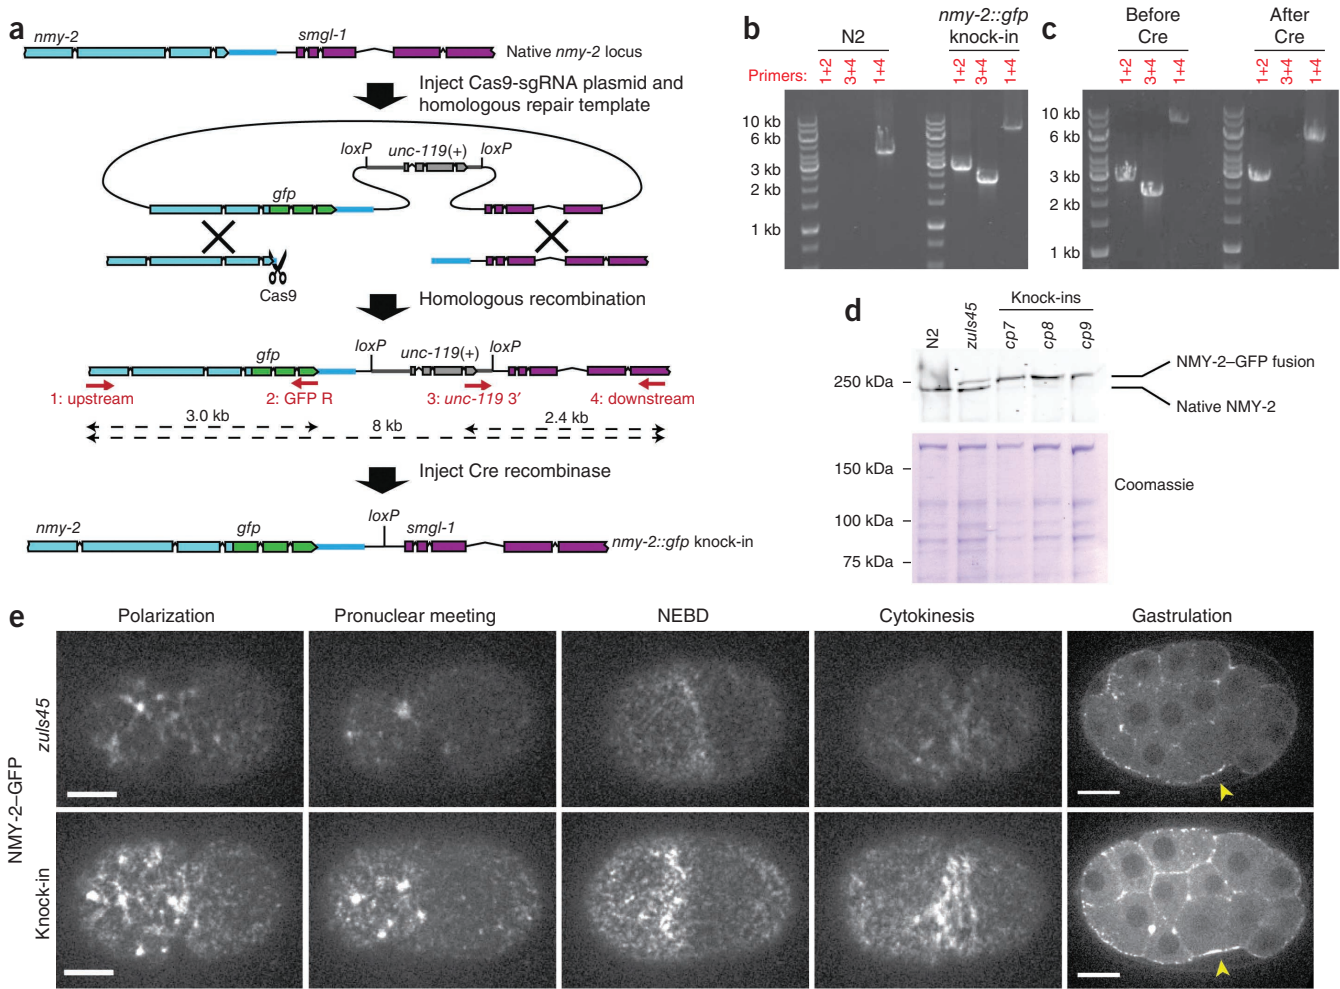 a
nmy-2
smgl-1
Native nmy-2 locus
Inject Cas9-sgRNA plasmid and
homologous repair template
loxP
unc-119(+)
loxP
gfp
Cas9
Homologous recombination
gfp
loxP
unc-119(+)
loxP
1: upstream
2: GFP R
3: unc-119 3′
4: downstream
3.0 kb
8 kb
2.4 kb
Inject Cre recombinase
nmy-2
gfp
loxP
smgl-1
nmy-2::gfp knock-in
b
N2
nmy-2::gfp
knock-in
Primers:
1+2
3+4
1+4
1+2
3+4
1+4
10 kb
6 kb
3 kb
2 kb
1 kb
c
Before
Cre
After
Cre
1+2
3+4
1+4
1+2
3+4
1+4
10 kb
6 kb
3 kb
2 kb
1 kb
d
Knock-ins
N2
zuIs45
cp7
cp8
cp9
250 kDa
NMY-2–GFP fusion
Native NMY-2
150 kDa
100 kDa
75 kDa
Coomassie
e
Polarization
Pronuclear meeting
NEBD
Cytokinesis
Gastrulation
NMY-2–GFP
zuIs45
Knock-in